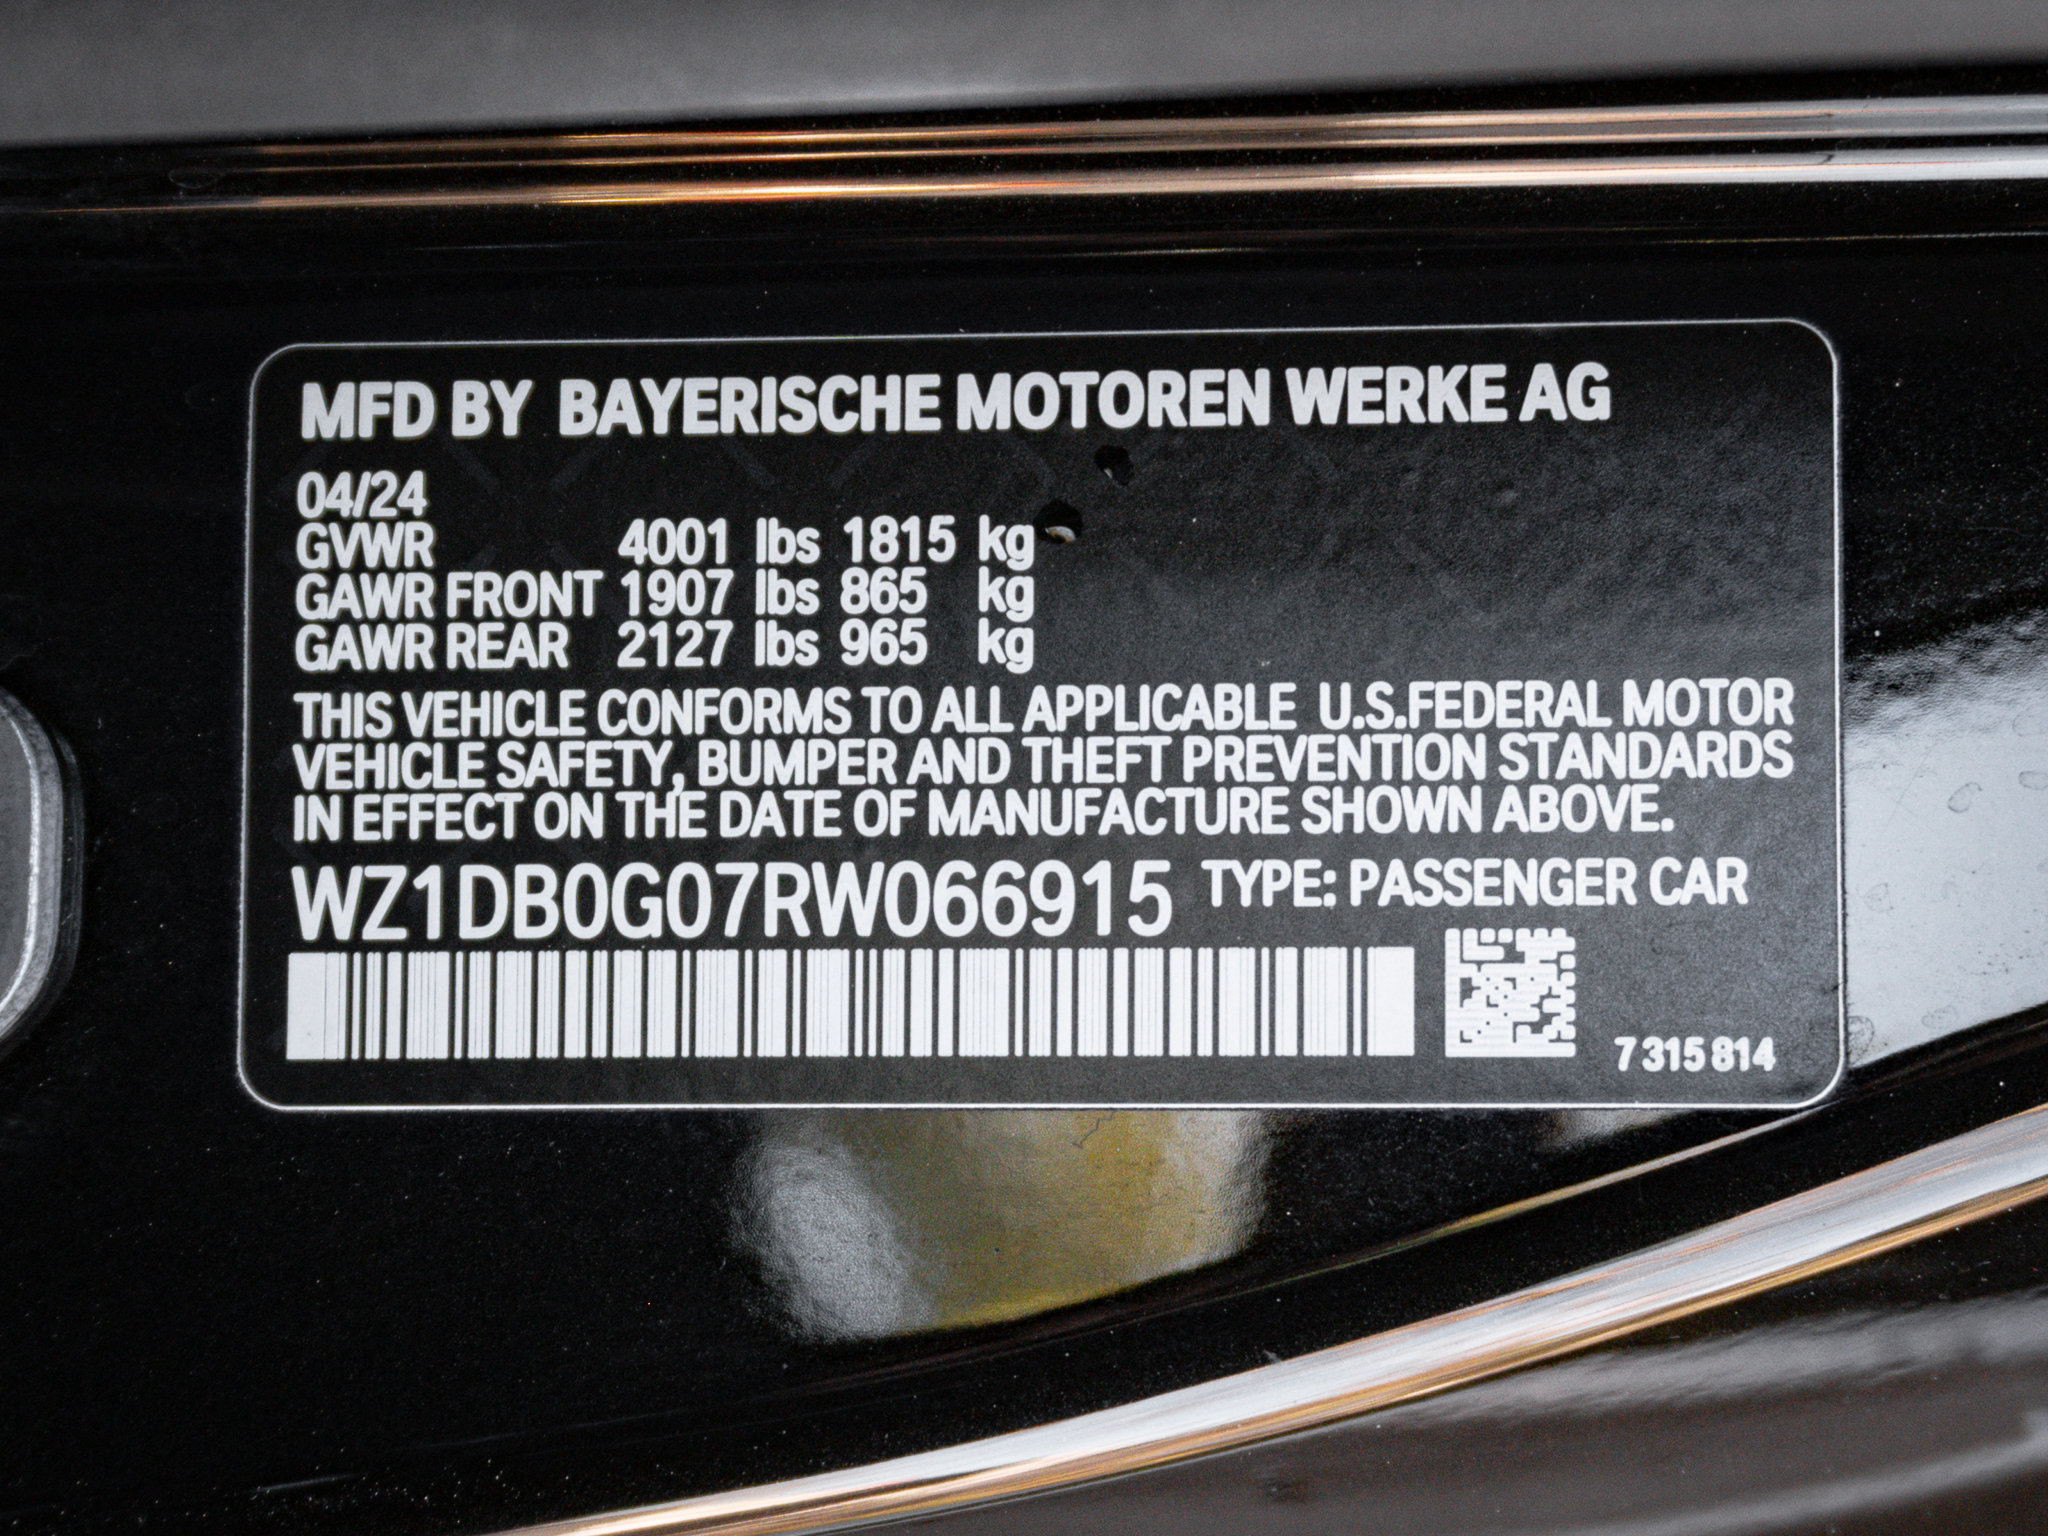 MFD BY BAYERISCHE MOTOREN WERKE AG
04/24
GVWR 4001 lbs 1815 kg
GAWR FRONT 1907 lbs 865 kg
GAWR REAR 2127 lbs 965 kg
THIS VEHICLE CONFORMS TO ALL APPLICABLE U.S.FEDERAL MOTOR
VEHICLE SAFETY, BUMPER AND THEFT PREVENTION STANDARDS
IN EFFECT ON THE DATE OF MANUFACTURE SHOWN ABOVE.
WZ1DB0G07RW066915 TYPE: PASSENGER CAR
7 315 814